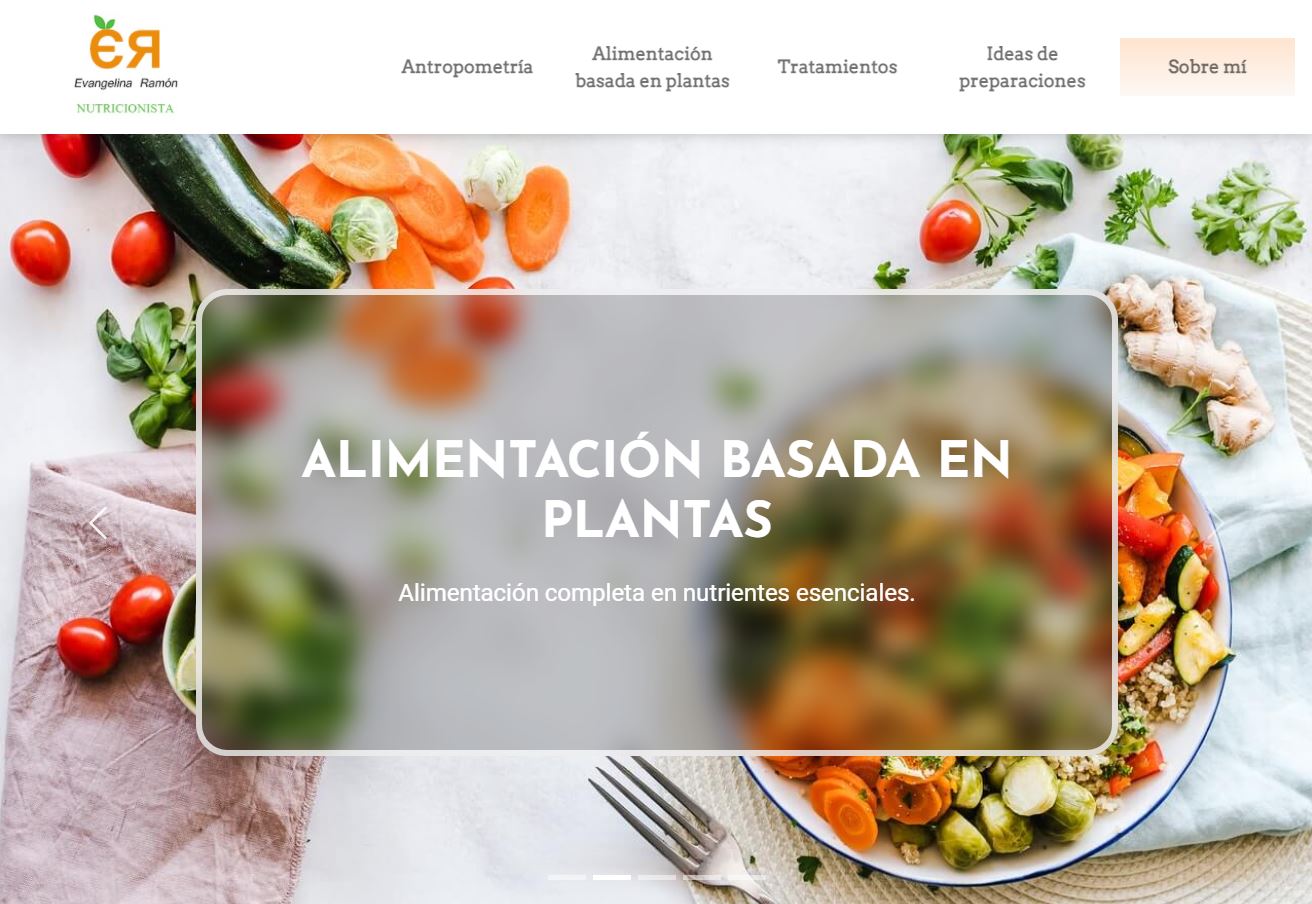 ЄЯ
Evangelina Ramón
NUTRICIONISTA
Antropometría
Alimentación
basada en plantas
Tratamientos
Ideas de
preparaciones
Sobre mí
ALIMENTACIÓN BASADA EN
PLANTAS
Alimentación completa en nutrientes esenciales.